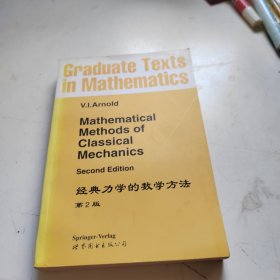 Graduate Texts
in Mathematics
V.I.Arnold
Mathematical
Methods of
Classical
Mechanics
Second Edition
经典力学的数学方法
第2版
Springer-Verlag
世界图书出版公司